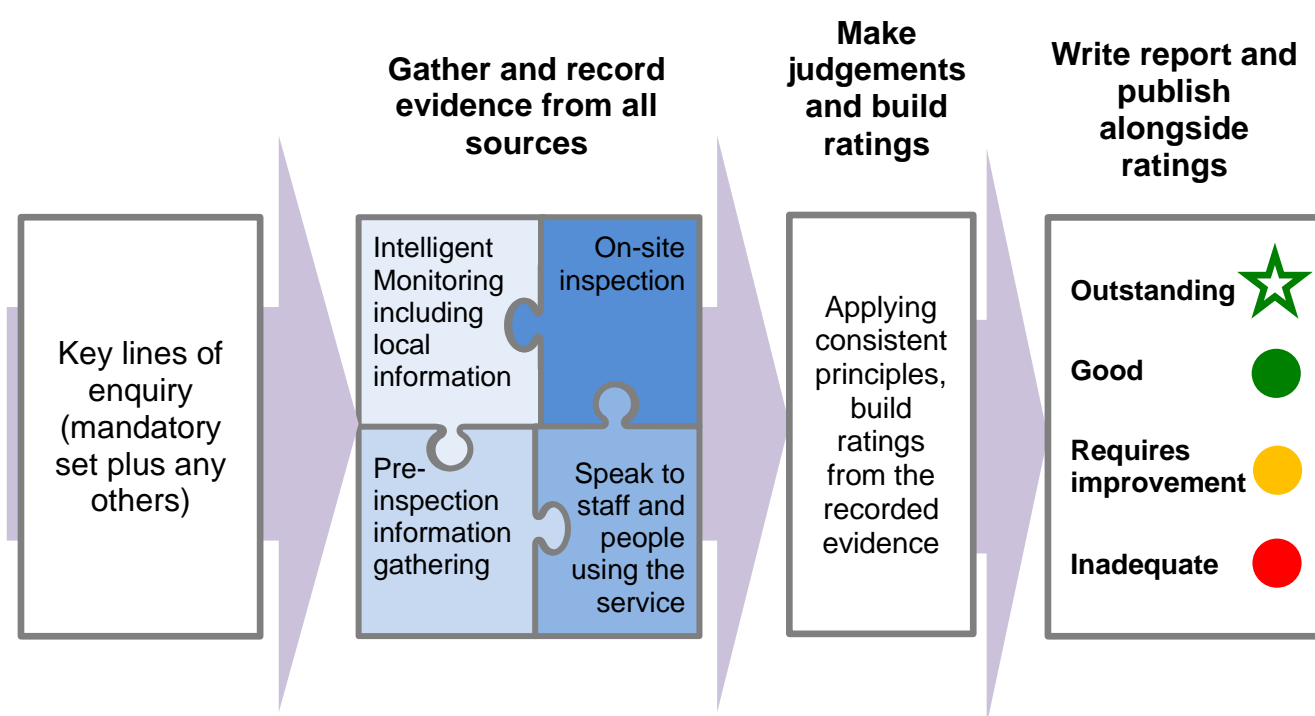 Gather and record
evidence from all
sources
Make
judgements
and build
ratings
Write report and
publish
alongside
ratings
Key lines of
enquiry
(mandatory
set plus any
others)
Intelligent
Monitoring
including
local
information
On-site
inspection
Pre-
inspection
information
gathering
Speak to
staff and
people
using the
service
Applying
consistent
principles,
build
ratings
from the
recorded
evidence
Outstanding
Good
Requires
improvement
Inadequate